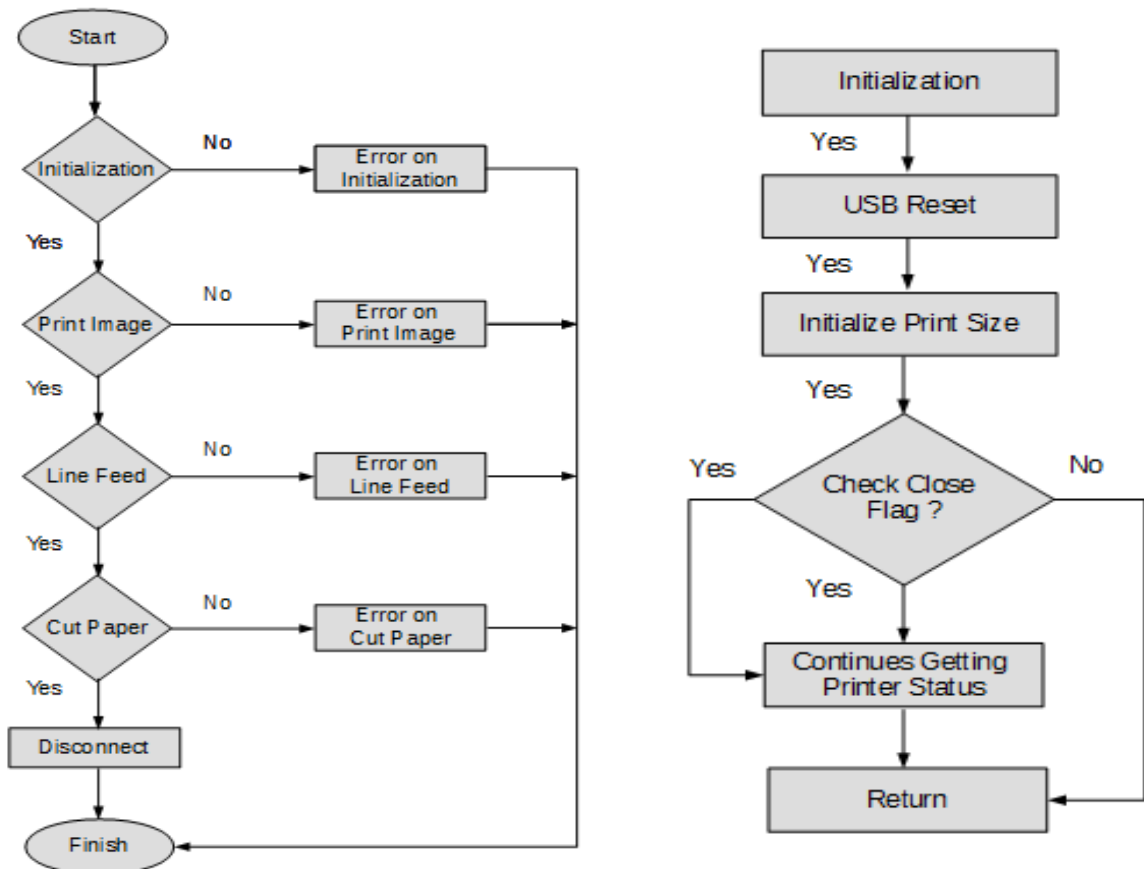 Start
Initialization
No
Error on
Initialization
Yes
Print Image
No
Error on
Print Image
Yes
Line Feed
No
Error on
Line Feed
Yes
Cut Paper
No
Error on
Cut Paper
Yes
Disconnect
Finish
Initialization
Yes
USB Reset
Yes
Initialize Print Size
Yes
Check Close
Flag ?
Yes
No
Yes
Continues Getting
Printer Status
Return